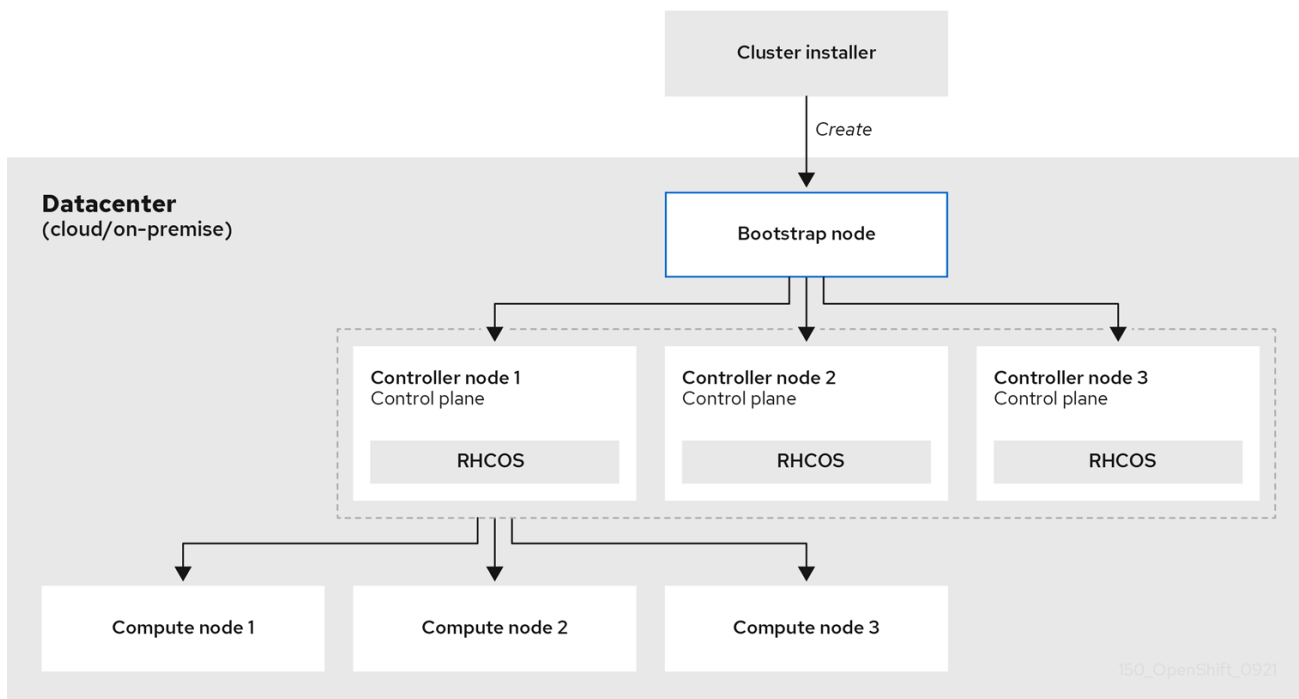 Cluster installer
Create
Datacenter
(cloud/on-premise)
Bootstrap node
Controller node 1
Control plane
RHCOS
Controller node 2
Control plane
RHCOS
Controller node 3
Control plane
RHCOS
Compute node 1
Compute node 2
Compute node 3
150_OpenShift_0921